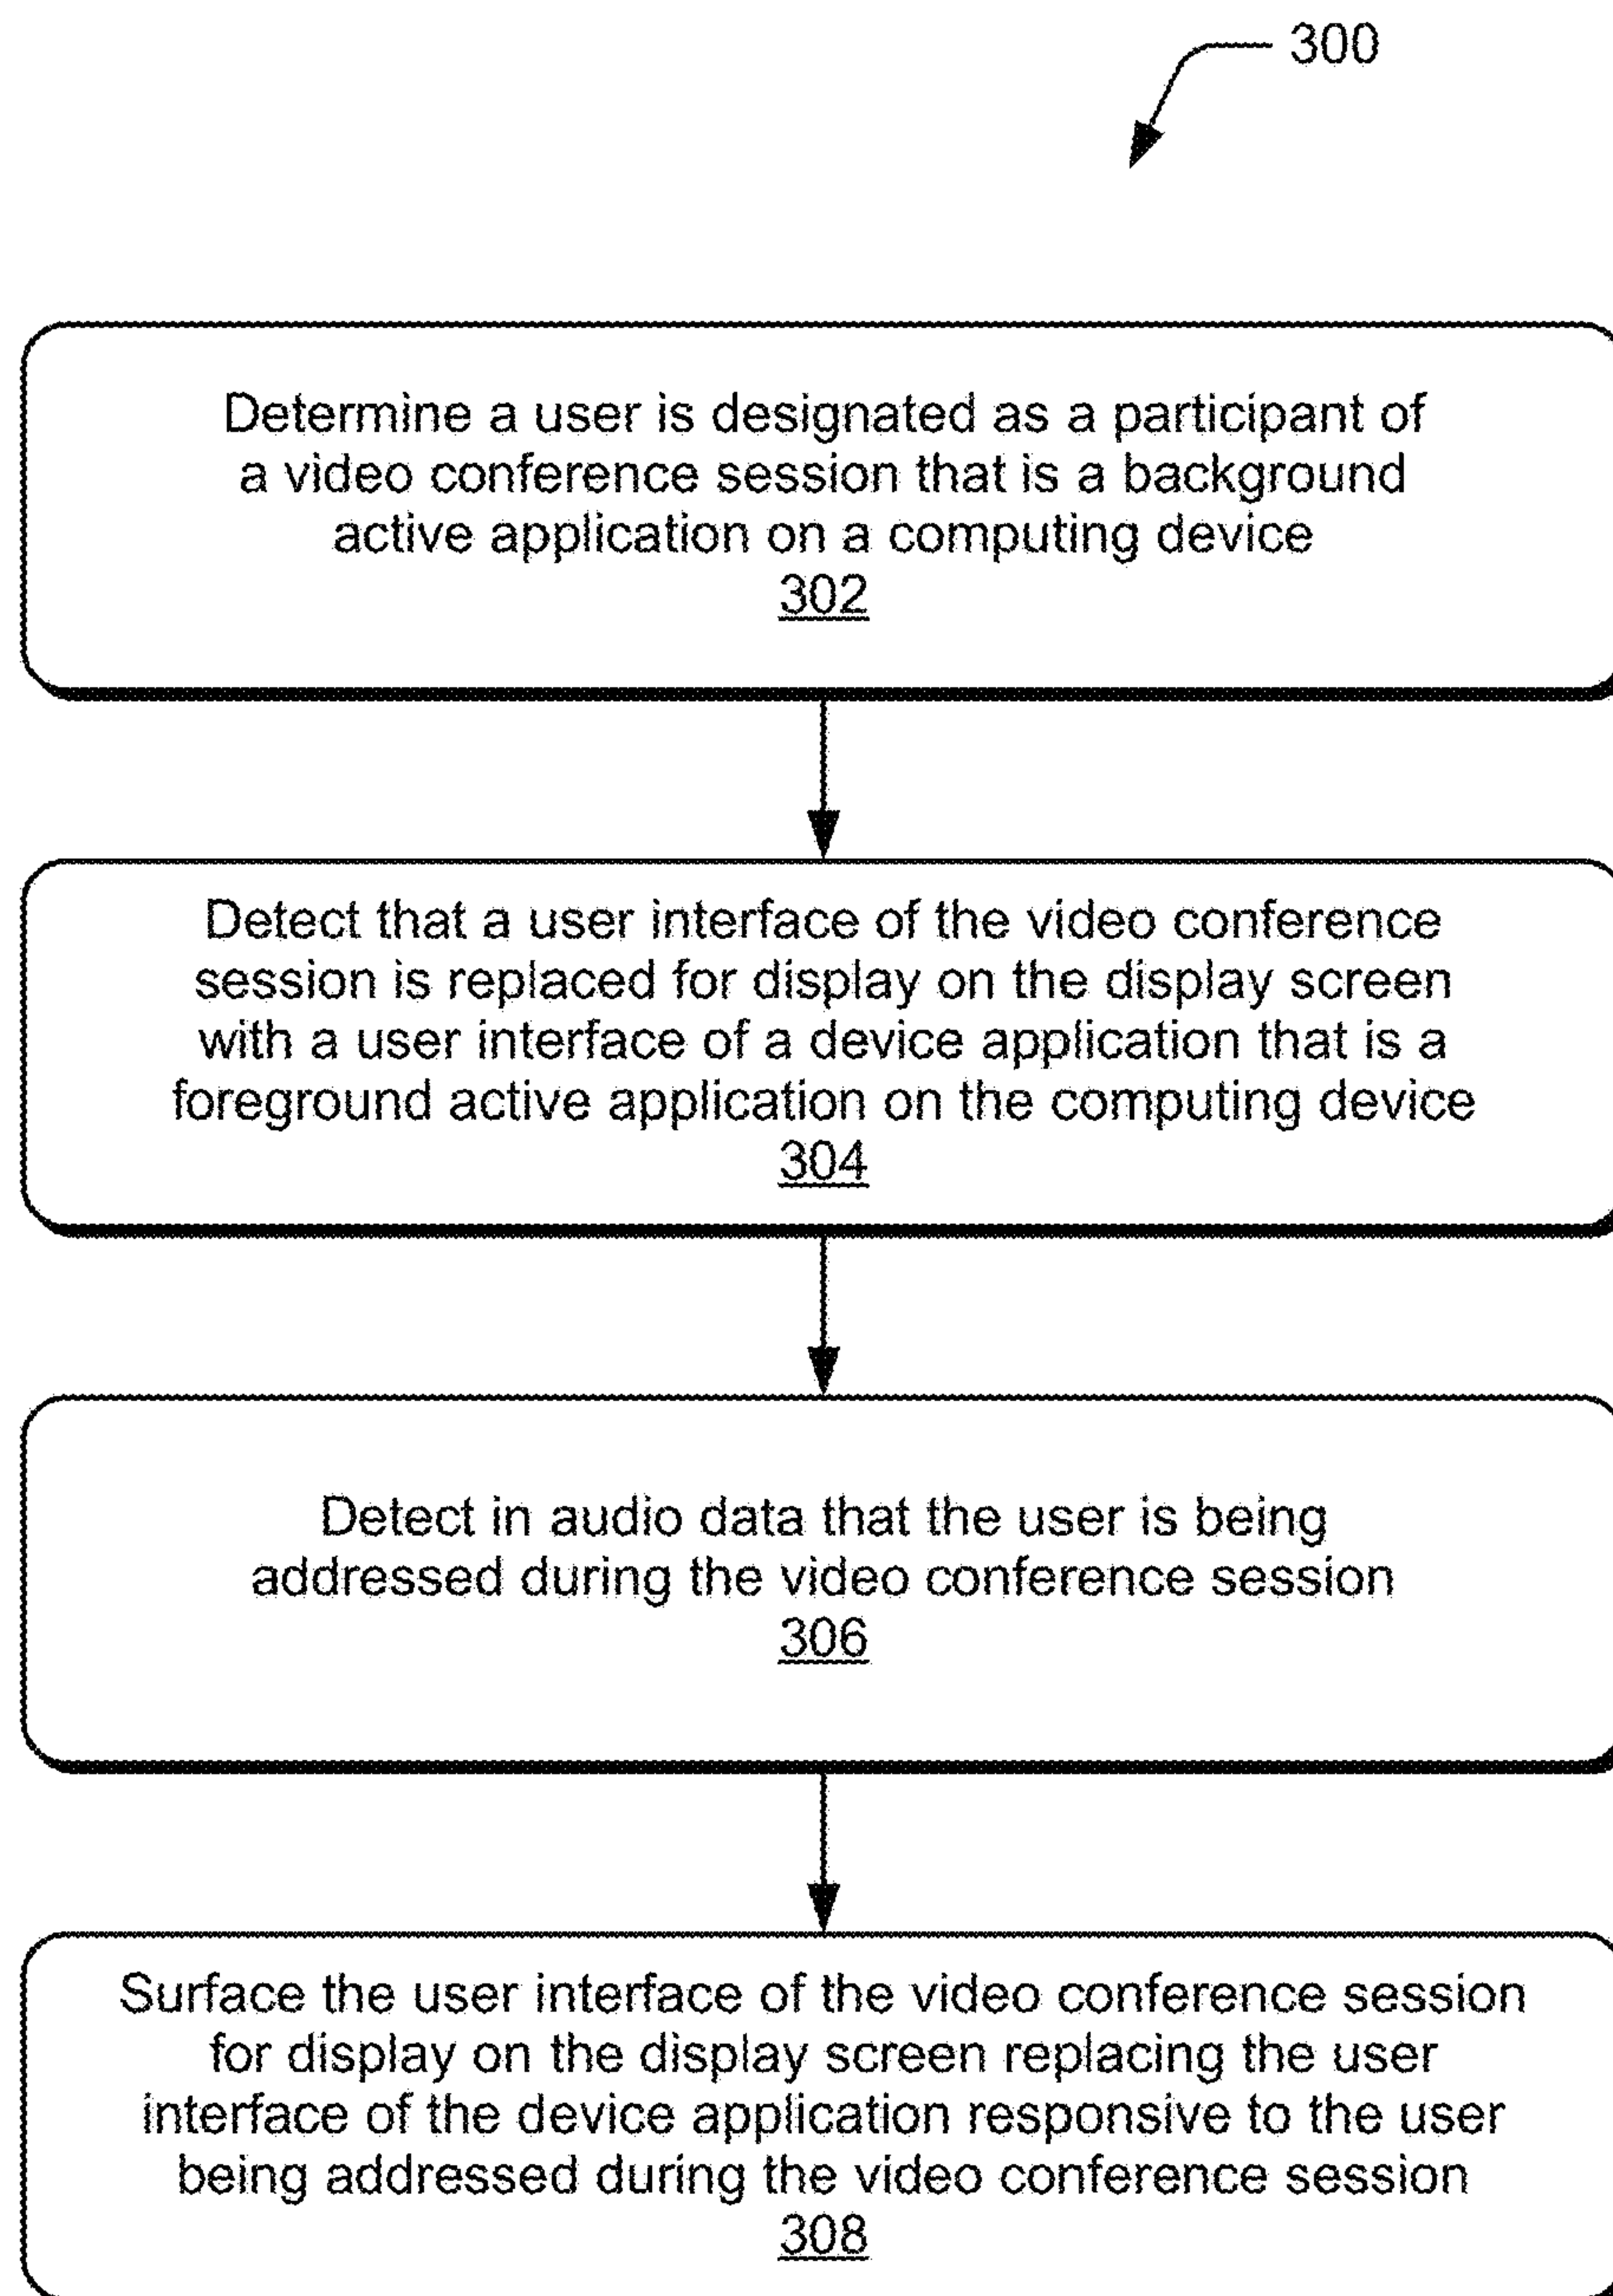 300
Determine a user is designated as a participant of
a video conference session that is a background
active application on a computing device
302
Detect that a user interface of the video conference
session is replaced for display on the display screen
with a user interface of a device application that is a
foreground active application on the computing device
304
Detect in audio data that the user is being
addressed during the video conference session
306
Surface the user interface of the video conference session
for display on the display screen replacing the user
interface of the device application responsive to the user
being addressed during the video conference session
308